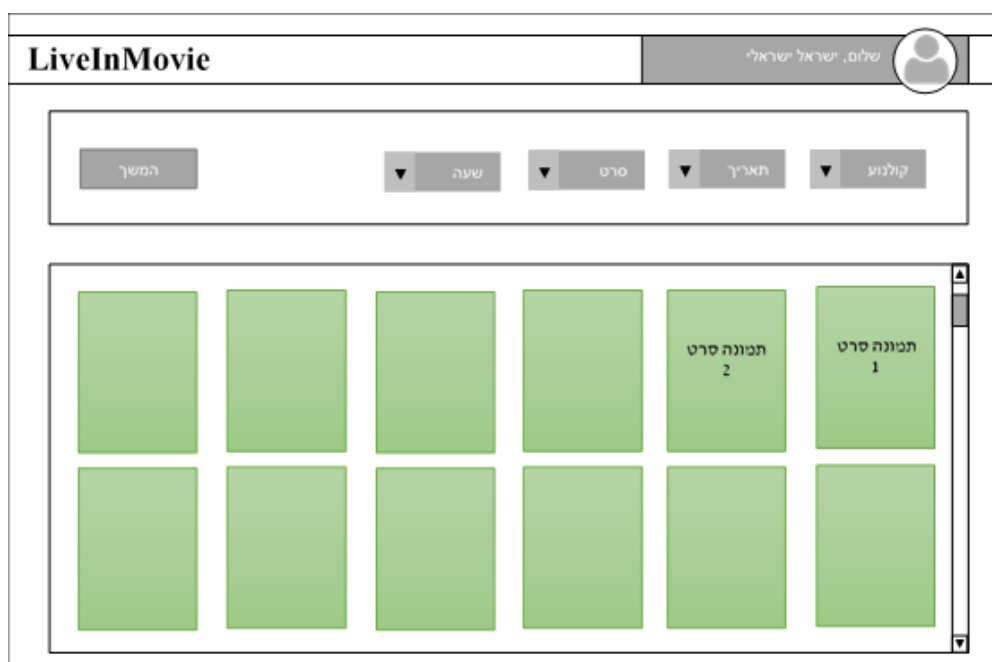 LiveInMovie
שלום, ישראל ישראלי
קולנוע
תאריך
סרט
שעה
המשך
תמונה סרט
1
תמונה סרט
2